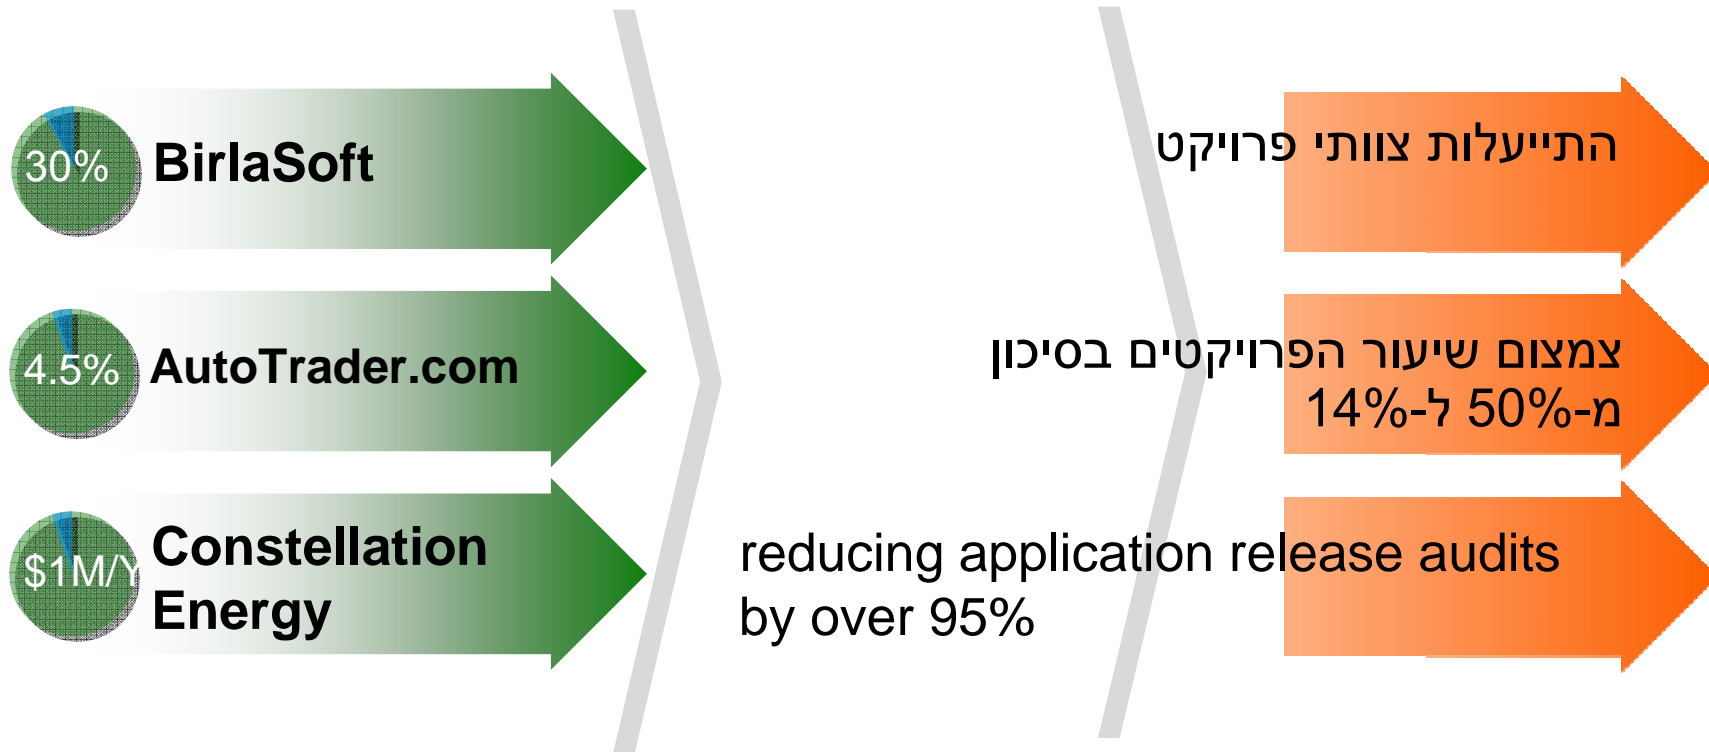 30%
BirlaSoft
התייעלות צוותי פרויקט
4.5%
AutoTrader.com
צמצום שיעור הפרויקטים בסיכון
מ-50% ל-14%
$1M/Y
Constellation
Energy
reducing application release audits
by over 95%